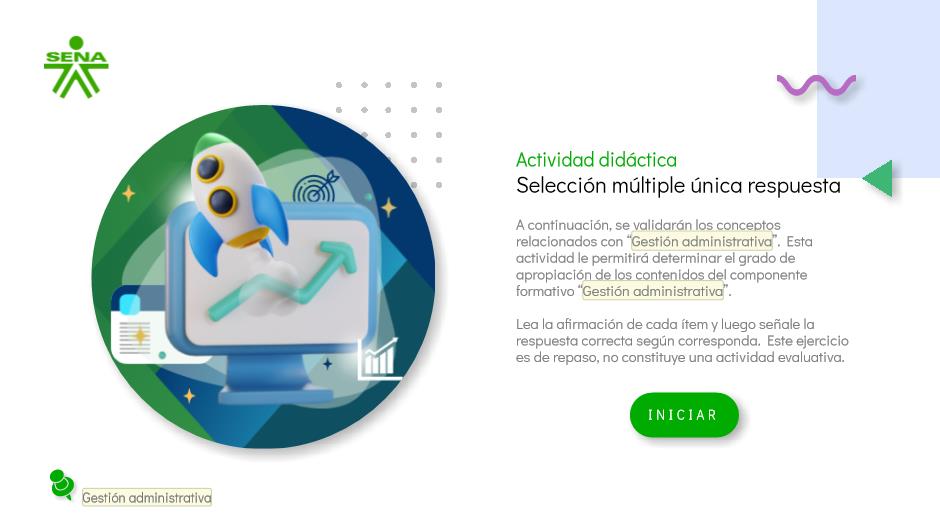 SENA
Actividad didáctica
Selección múltiple única respuesta
A continuación, se validarán los conceptos
relacionados con “Gestión administrativa”. Esta
actividad le permitirá determinar el grado de
apropiación de los contenidos del componente
formativo “Gestión administrativa”.
Lea la afirmación de cada ítem y luego señale la
respuesta correcta según corresponda. Este ejercicio
es de repaso, no constituye una actividad evaluativa.
INICIAR
Gestión administrativa